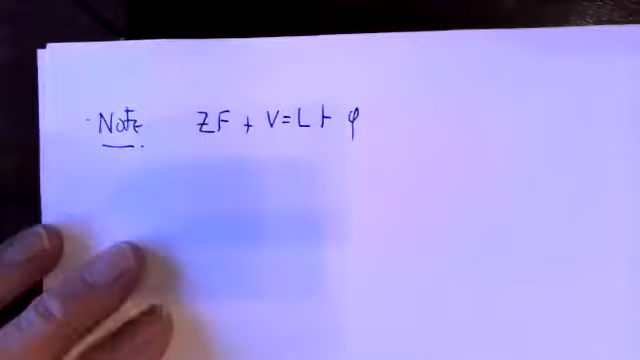 Note ZF + V=L ⊢ φ